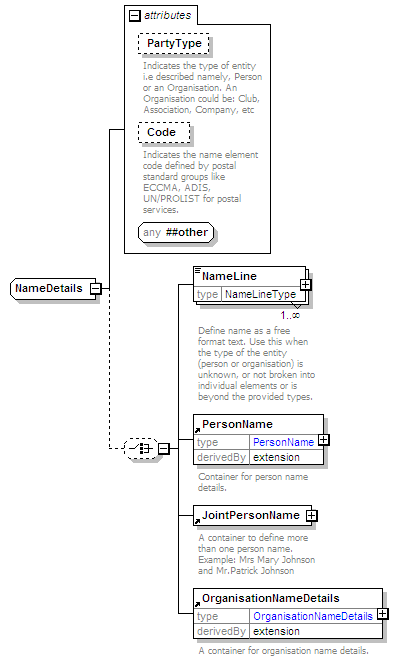 attributes
PartyType
Indicates the type of entity
i.e described namely, Person
or an Organisation. An
Organisation could be: Club,
Association, Company, etc
Code
Indicates the name element
code defined by postal
standard groups like
ECCMA, ADIS,
UN/PROLIST for postal
services.
any ##other
NameDetails
NameLine
type NameLineType
1..∞
Define name as a free
format text. Use this when
the type of the entity
(person or organisation) is
unknown, or not broken into
individual elements or is
beyond the provided types.
PersonName
type PersonName
derivedBy extension
Container for person name
details.
JointPersonName
A container to define more
than one person name.
Example: Mrs Mary Johnson
and Mr.Patrick Johnson
OrganisationNameDetails
type OrganisationNameDetails
derivedBy extension
A container for organisation name details.